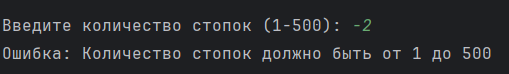 Введите количество стопок (1-500): -2
Ошибка: Количество стопок должно быть от 1 до 500